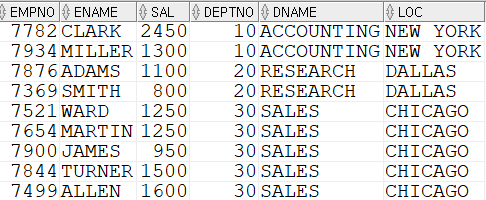 EMPNO ENAME SAL DEPTNO DNAME LOC
7782 CLARK 2450 10 ACCOUNTING NEW YORK
7934 MILLER 1300 10 ACCOUNTING NEW YORK
7876 ADAMS 1100 20 RESEARCH DALLAS
7369 SMITH 800 20 RESEARCH DALLAS
7521 WARD 1250 30 SALES CHICAGO
7654 MARTIN 1250 30 SALES CHICAGO
7900 JAMES 950 30 SALES CHICAGO
7844 TURNER 1500 30 SALES CHICAGO
7499 ALLEN 1600 30 SALES CHICAGO